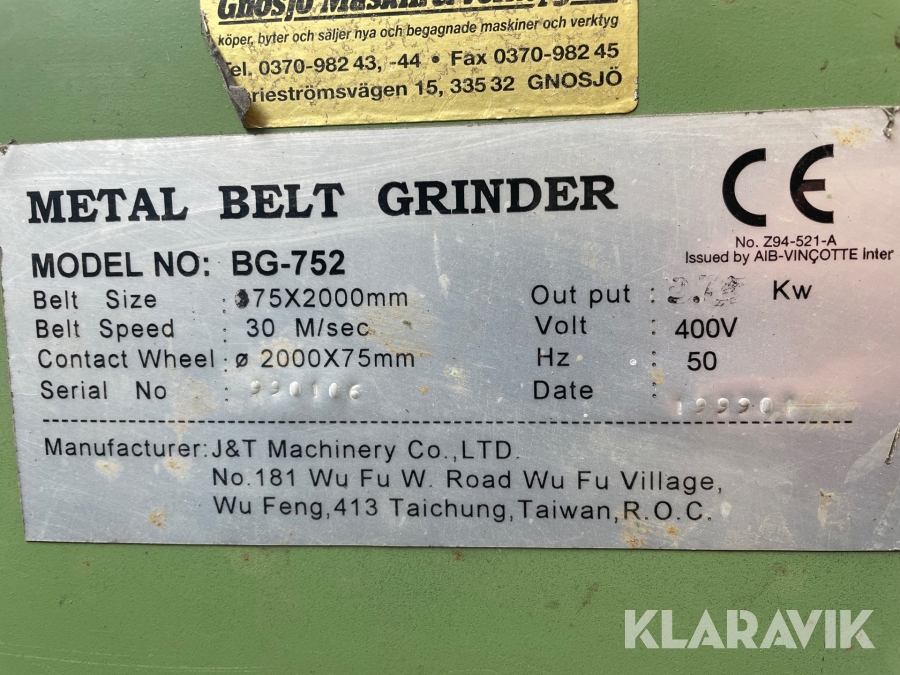 köper, byter och säljer nya och begagnade maskiner och verktyg
Tel. 0370-982 43, -44 • Fax 0370-982 45
15, 335 32 GNOSJÖ
METAL BELT GRINDER
CE
No. Z94-521-A
Issued by AIB-VINÇOTTE Inter
MODEL NO: BG-752
Belt Size : 75X2000mm
Out put : Kw
Belt Speed : 30 M/sec
Volt : 400V
Contact Wheel: ø 2000X75mm
Hz : 50
Serial No : 990106
Date :
Manufacturer: J&T Machinery Co.,LTD.
No.181 Wu Fu W. Road Wu Fu Village,
Wu Feng,413 Taichung,Taiwan,R.O.C.
KLARAVIK